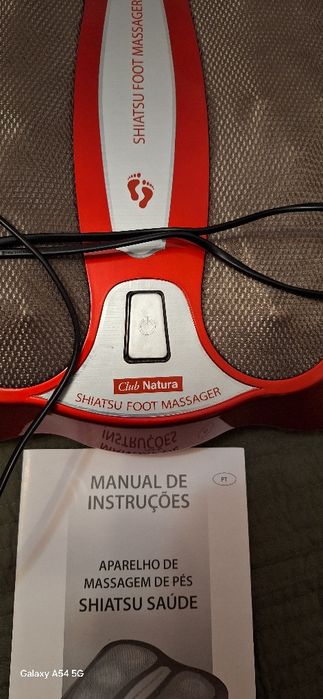 SHIATSU FOOT MASSAGER
Club Natura
SHIATSU FOOT MASSAGER
INSTRUÇÕES
MANUAL DE
INSTRUÇÕES
PT
APARELHO DE
MASSAGEM DE PÉS
SHIATSU SAÚDE
Galaxy A54 5G